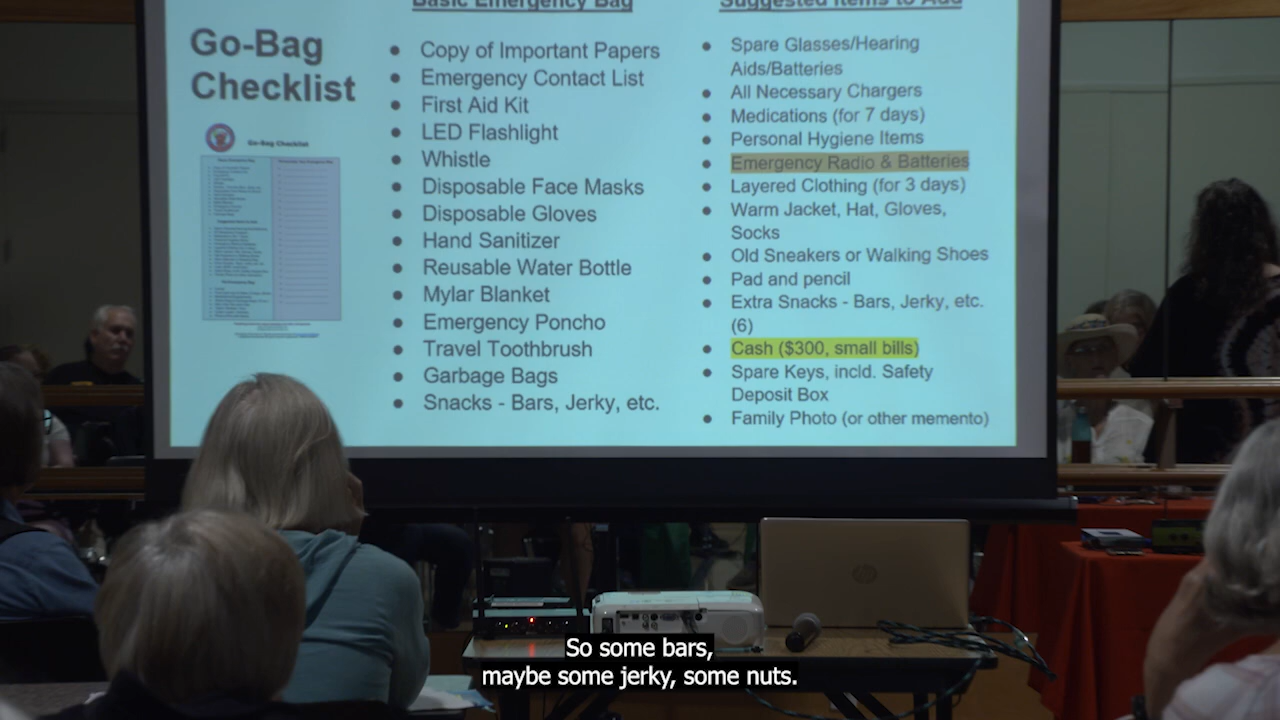 Basic Emergency Bag
Suggested Items to Add
Go-Bag
Checklist
Go-Bag Checklist
● Copy of Important Papers
● Emergency Contact List
● First Aid Kit
● LED Flashlight
● Whistle
● Disposable Face Masks
● Disposable Gloves
● Hand Sanitizer
● Reusable Water Bottle
● Mylar Blanket
● Emergency Poncho
● Travel Toothbrush
● Garbage Bags
● Snacks - Bars, Jerky, etc.
● Spare Glasses/Hearing
Aids/Batteries
● All Necessary Chargers
● Medications (for 7 days)
● Personal Hygiene Items
● Emergency Radio & Batteries
● Layered Clothing (for 3 days)
● Warm Jacket, Hat, Gloves,
Socks
● Old Sneakers or Walking Shoes
● Pad and pencil
● Extra Snacks - Bars, Jerky, etc.
(6)
● Cash ($300, small bills)
● Spare Keys, incld. Safety
Deposit Box
● Family Photo (or other memento)
hp
So some bars,
maybe some jerky, some nuts.